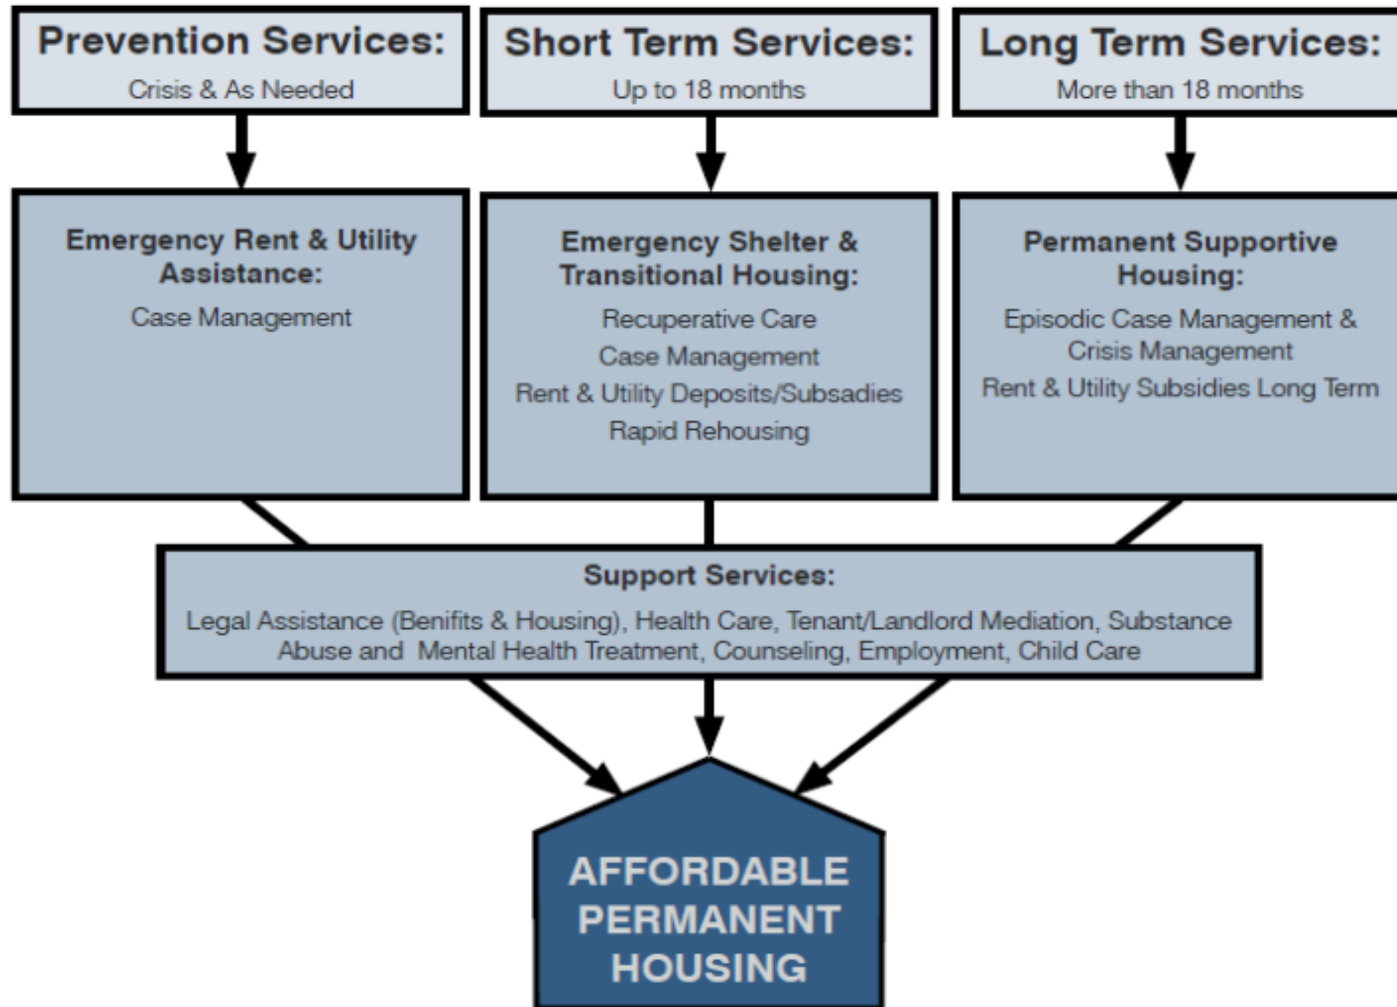 Prevention Services:
Crisis & As Needed
Short Term Services:
Up to 18 months
Long Term Services:
More than 18 months
Emergency Rent & Utility
Assistance:
Case Management
Emergency Shelter &
Transitional Housing:
Recuperative Care
Case Management
Rent & Utility Deposits/Subsadies
Rapid Rehousing
Permanent Supportive
Housing:
Episodic Case Management &
Crisis Management
Rent & Utility Subsidies Long Term
Support Services:
Legal Assistance (Benifits & Housing), Health Care, Tenant/Landlord Mediation, Substance
Abuse and Mental Health Treatment, Counseling, Employment, Child Care
AFFORDABLE
PERMANENT
HOUSING